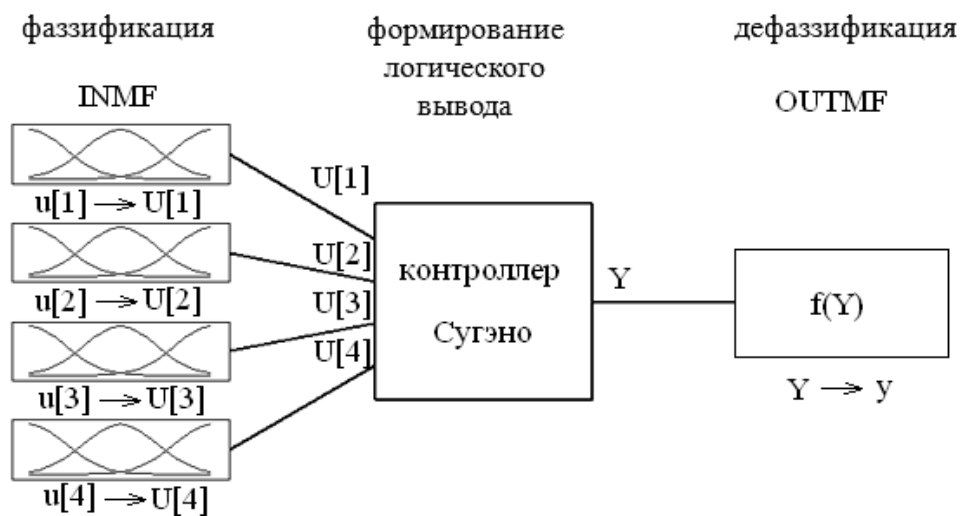 фаззификация
INMF
u[1] → U[1]
u[2] → U[2]
u[3] → U[3]
u[4] → U[4]
формирование
логического
вывода
U[1]
U[2]
U[3]
U[4]
контроллер
Сугэно
Y
дефаззификация
OUTMF
f(Y)
Y → y